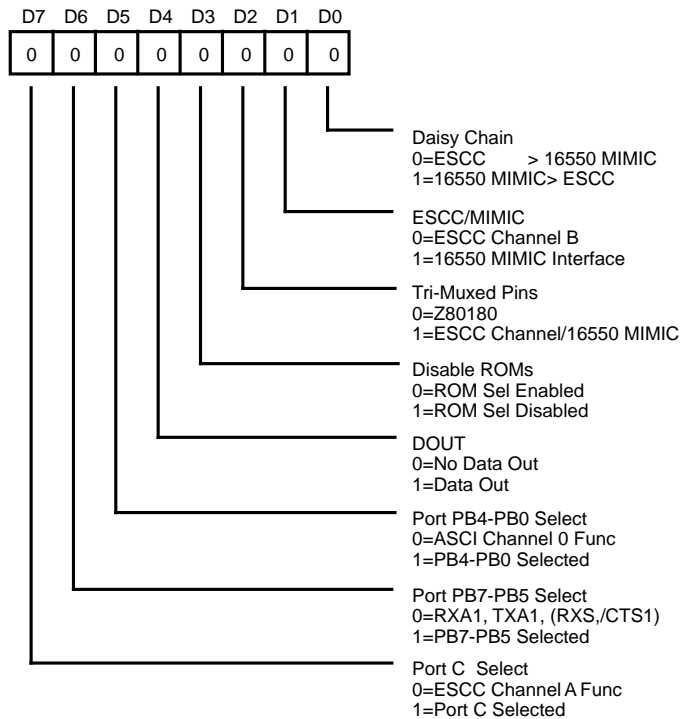 D7 D6 D5 D4 D3 D2 D1 D0
0 0 0 0 0 0 0 0
Daisy Chain
0=ESCC > 16550 MIMIC
1=16550 MIMIC> ESCC
ESCC/MIMIC
0=ESCC Channel B
1=16550 MIMIC Interface
Tri-Muxed Pins
0=Z80180
1=ESCC Channel/16550 MIMIC
Disable ROMs
0=ROM Sel Enabled
1=ROM Sel Disabled
DOUT
0=No Data Out
1=Data Out
Port PB4-PB0 Select
0=ASCI Channel 0 Func
1=PB4-PB0 Selected
Port PB7-PB5 Select
0=RXA1, TXA1, (RXS,/CTS1)
1=PB7-PB5 Selected
Port C Select
0=ESCC Channel A Func
1=Port C Selected